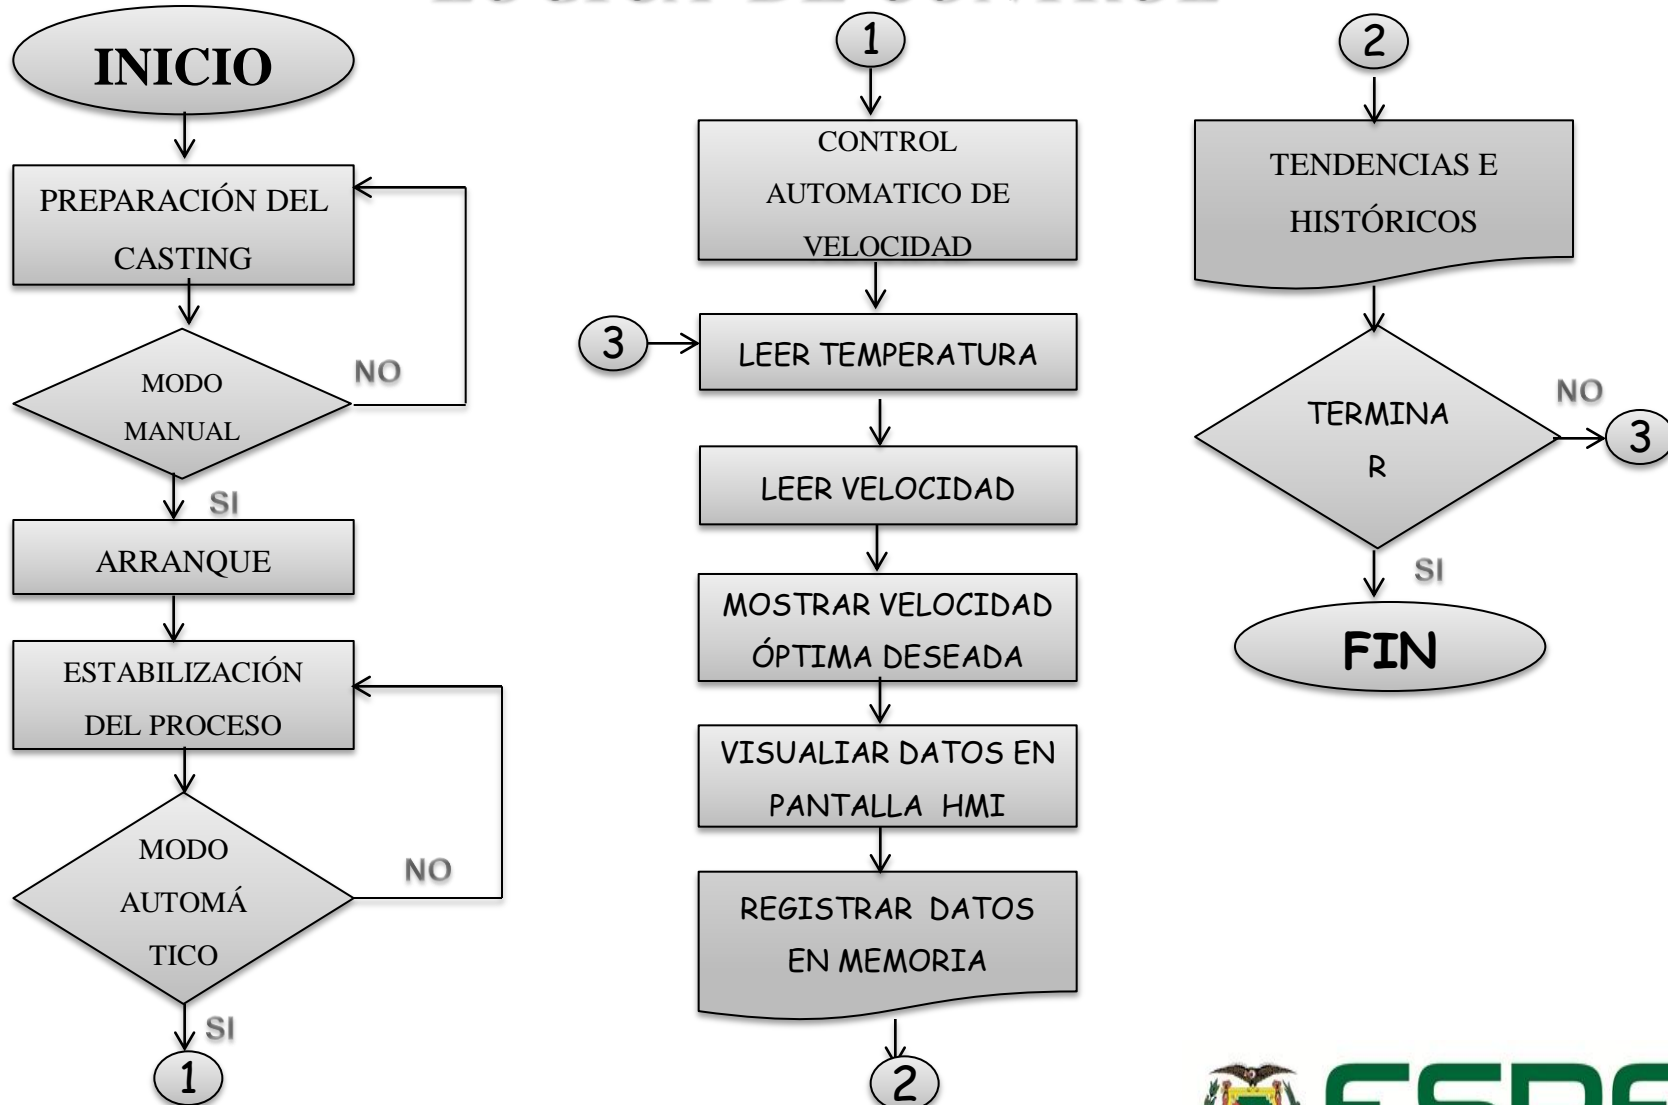 INICIO
PREPARACIÓN DEL
CASTING
MODO
MANUAL
NO
SI
ARRANQUE
ESTABILIZACIÓN
DEL PROCESO
MODO
AUTOMÁ
TICO
NO
SI
1
1
CONTROL
AUTOMATICO DE
VELOCIDAD
3
LEER TEMPERATURA
LEER VELOCIDAD
MOSTRAR VELOCIDAD
ÓPTIMA DESEADA
VISUALIAR DATOS EN
PANTALLA HMI
REGISTRAR DATOS
EN MEMORIA
2
2
TENDENCIAS E
HISTÓRICOS
TERMINA
R
NO
3
SI
FIN